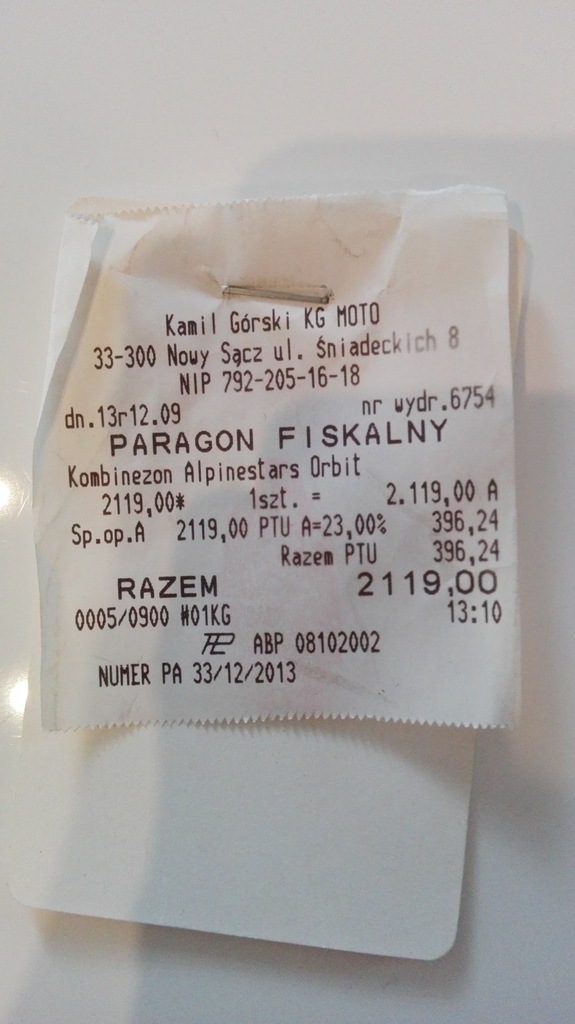 Kamil Górski KG MOTO
33-300 Nowy Sącz ul. Śniadeckich 8
NIP 792-205-16-18
dn.13r12.09 nr wydr.6754
PARAGON FISKALNY
Kombinezon Alpinestars Orbit
2119,00* 1szt. = 2.119,00 A
Sp.op.A 2119,00 PTU A=23,00% 396,24
Razem PTU 396,24
RAZEM 2119,00
0005/0900 #01KG 13:10
ABP 08102002
NUMER PA 33/12/2013